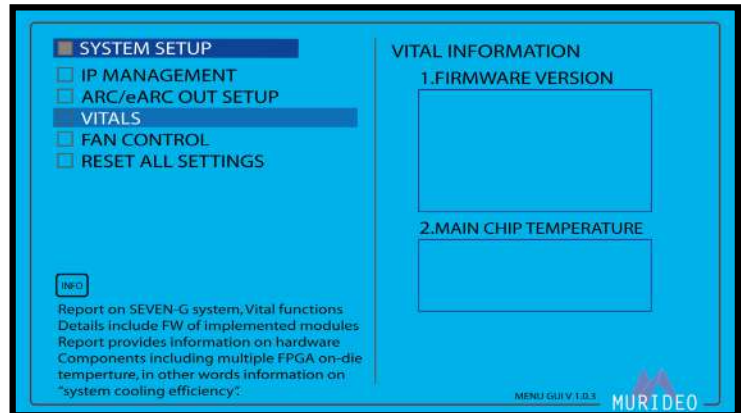 SYSTEM SETUP
IP MANAGEMENT
ARC/eARC OUT SETUP
VITALS
FAN CONTROL
RESET ALL SETTINGS
INFO
Report on SEVEN-G system, Vital functions
Details include FW of implemented modules
Report provides information on hardware
Components including multiple FPGA on-die
temperture, in other words information on
"system cooling efficiency".
VITAL INFORMATION
1.FIRMWARE VERSION
2.MAIN CHIP TEMPERATURE
MENU GUI V 1.0.3
MURIDEO